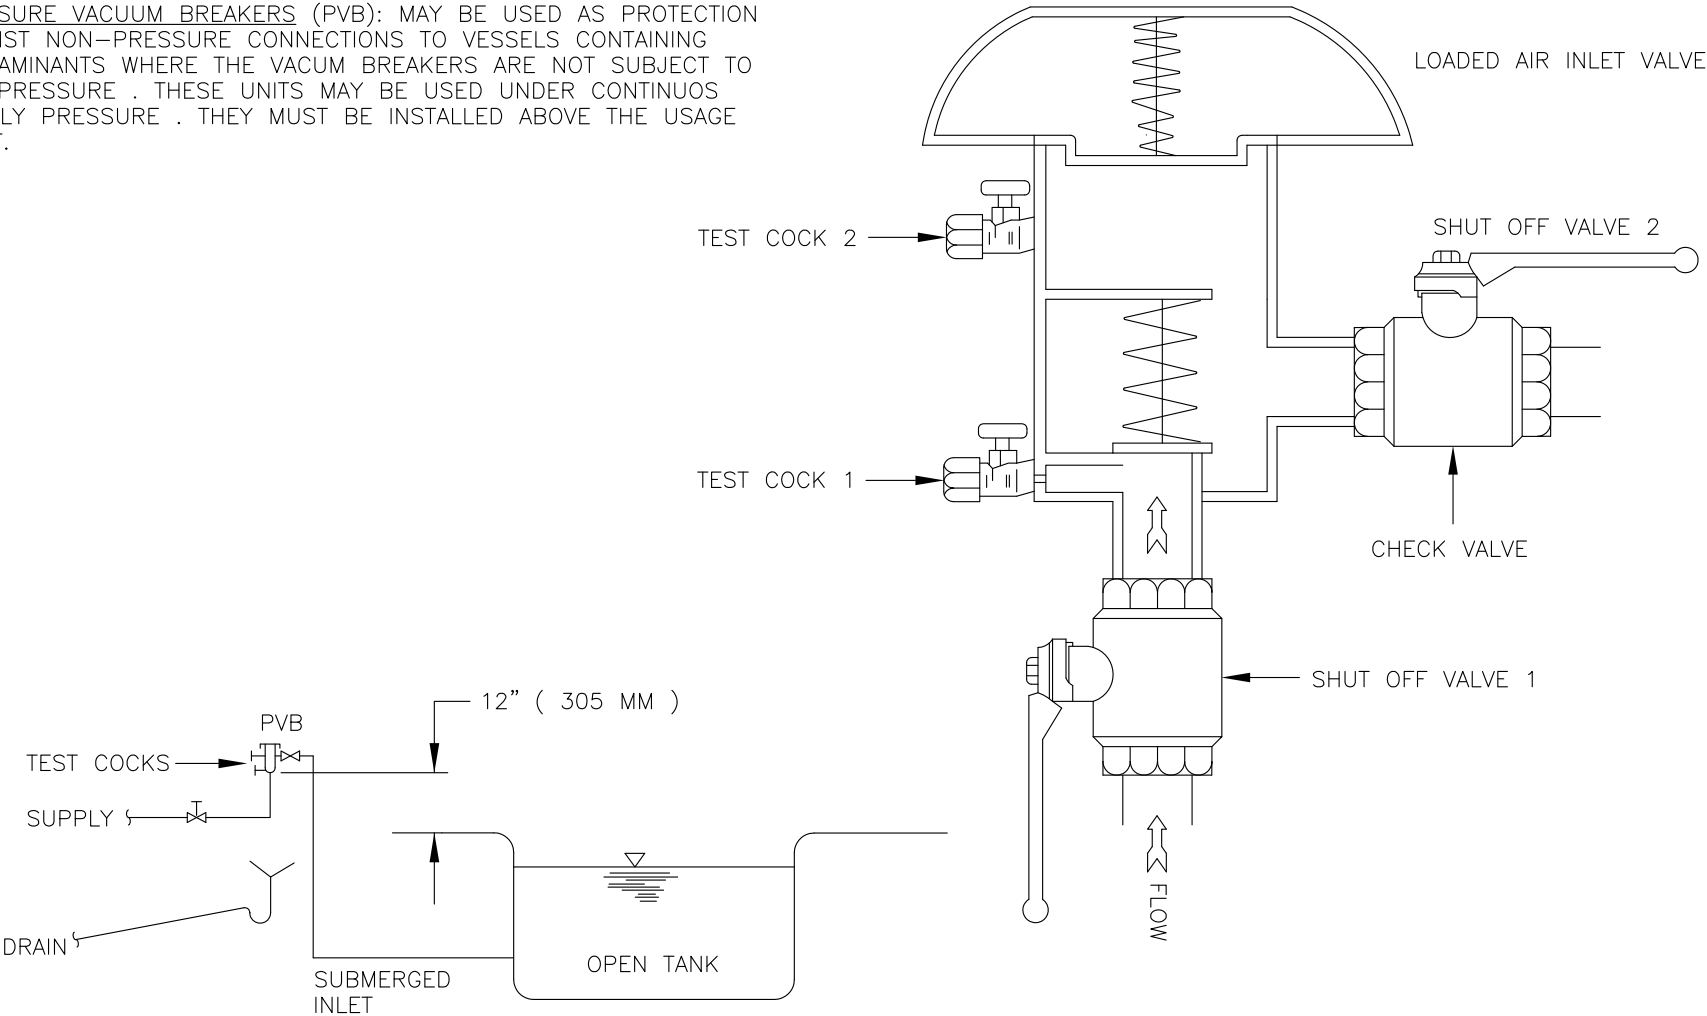 SURE VACUUM BREAKERS (PVB): MAY BE USED AS PROTECTION
NST NON-PRESSURE CONNECTIONS TO VESSELS CONTAINING
AMINANTS WHERE THE VACUM BREAKERS ARE NOT SUBJECT TO
PRESSURE . THESE UNITS MAY BE USED UNDER CONTINUOS
LY PRESSURE . THEY MUST BE INSTALLED ABOVE THE USAGE
T.
LOADED AIR INLET VALVE
TEST COCK 2
SHUT OFF VALVE 2
TEST COCK 1
CHECK VALVE
SHUT OFF VALVE 1
FLOW
12” ( 305 MM )
PVB
TEST COCKS
SUPPLY
DRAIN
SUBMERGED
INLET
OPEN TANK